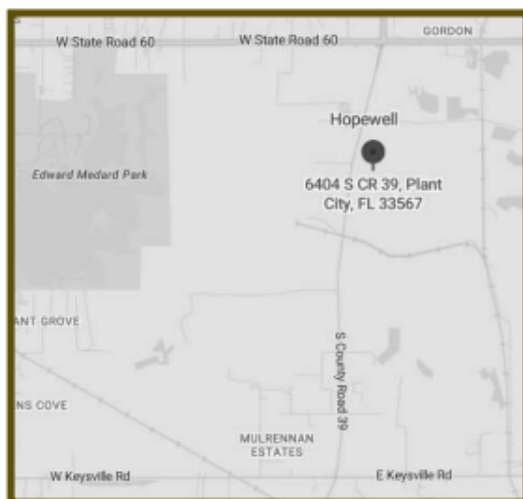 S
W State Road 60
W State Road 60
GORDON
Hopewell
Edward Medard Park
6404 S CR 39, Plant
City, FL 33567
ANT GROVE
S County Road 39
ENS COVE
MULRENNAN
ESTATES
W Keysville Rd
E Keysville Rd